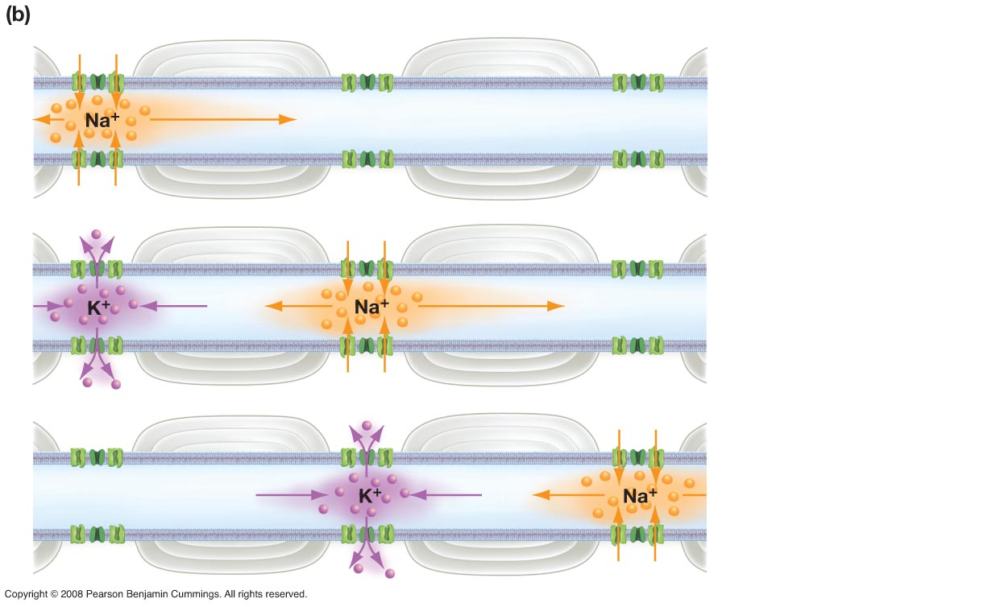 (b)
Na⁺
K⁺
Na⁺
K⁺
Na⁺
Copyright © 2008 Pearson Benjamin Cummings. All rights reserved.